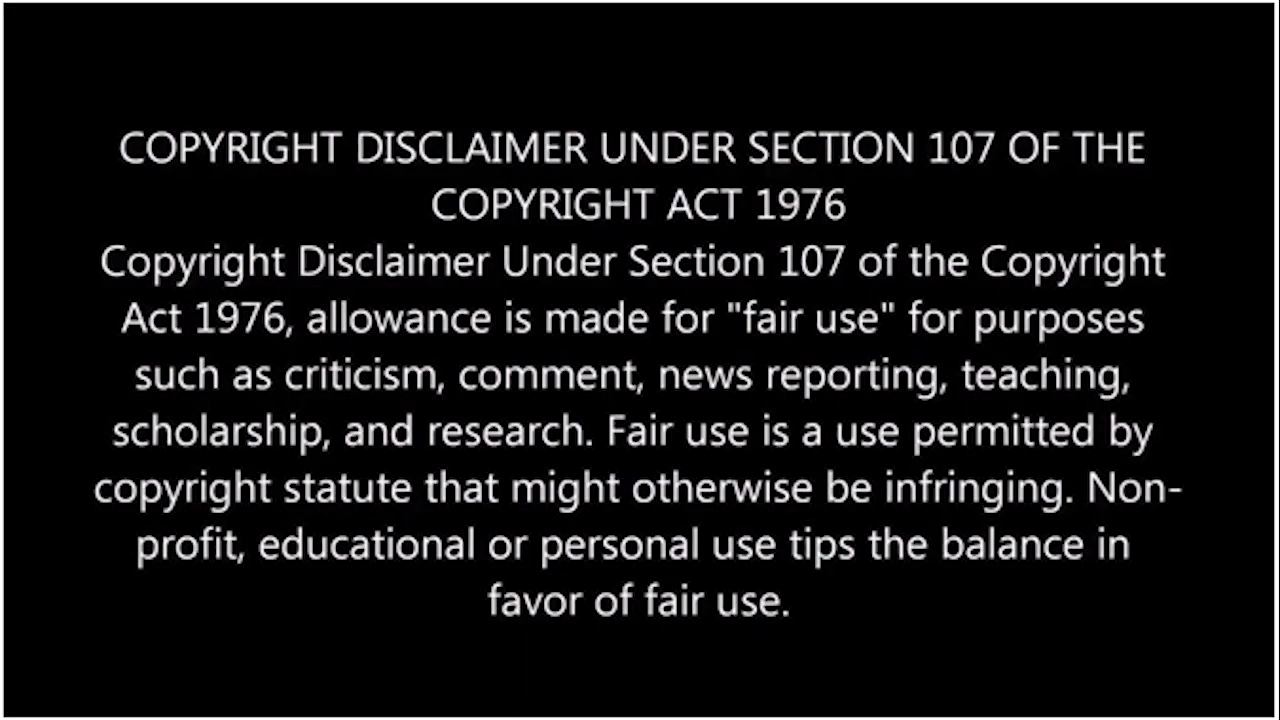 COPYRIGHT DISCLAIMER UNDER SECTION 107 OF THE
COPYRIGHT ACT 1976
Copyright Disclaimer Under Section 107 of the Copyright
Act 1976, allowance is made for "fair use" for purposes
such as criticism, comment, news reporting, teaching,
scholarship, and research. Fair use is a use permitted by
copyright statute that might otherwise be infringing. Non-
profit, educational or personal use tips the balance in
favor of fair use.